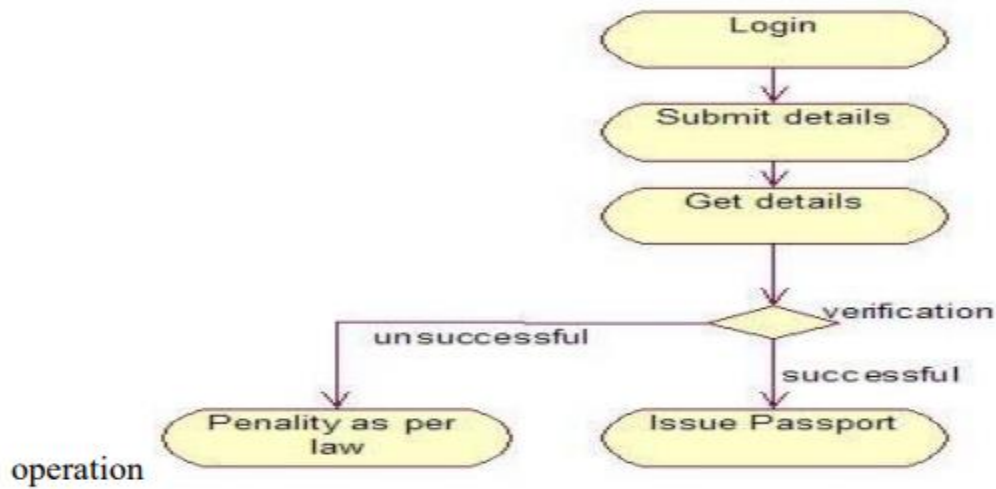 Login
Submit details
Get details
verification
unsuccessful
successful
Penality as per
law
Issue Passport
operation